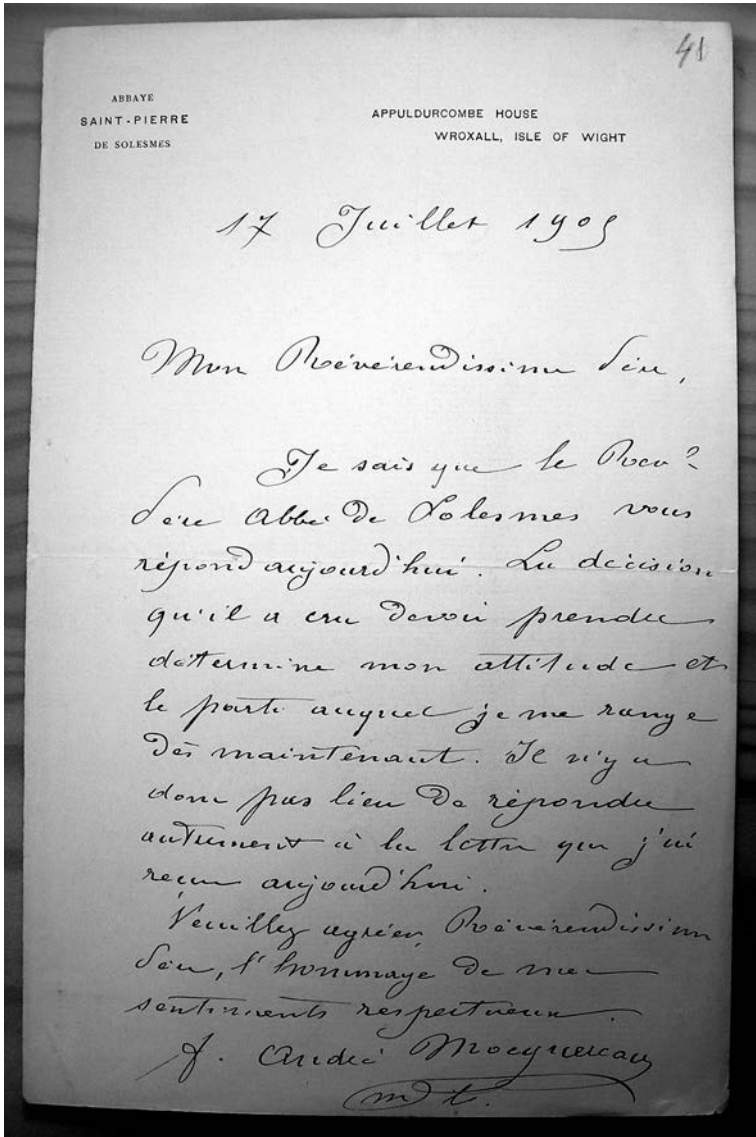 41
ABBAYE
SAINT-PIERRE
DE SOLESMES
APPULDURCOMBE HOUSE
WROXALL, ISLE OF WIGHT
17 Juillet 1905
Mon Révérendissime Père,
Je sais que le Rév
Père Abbé de Solesmes vous
répond aujourd'hui. La décision
qu'il a cru devoir prendre
détermine mon attitude et
le parti auquel je me range
dès maintenant. Il n'y a
donc pas lieu de répondre
autrement à la lettre que j'ai
reçue aujourd'hui.
Veuillez agréer, Révérendissime
Père, l'hommage de mes
sentiments respectueux.
f. André Mocquereau